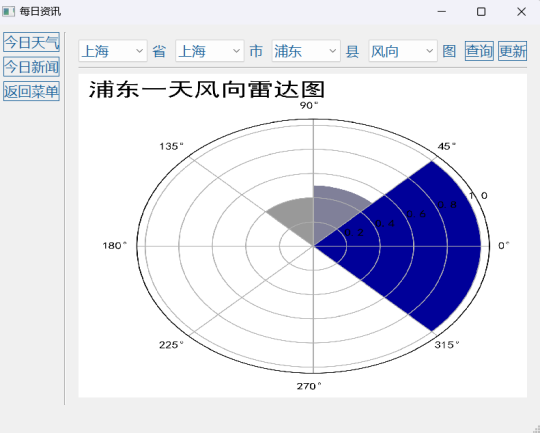 每日资讯
今日天气
今日新闻
返回菜单
上海 省 上海 市 浦东 县 风向 图 查询 更新
浦东一天风向雷达图
90°
135° 45°
1.0
0.8
0.6
0.4
0.2
180° 0°
225° 315°
270°